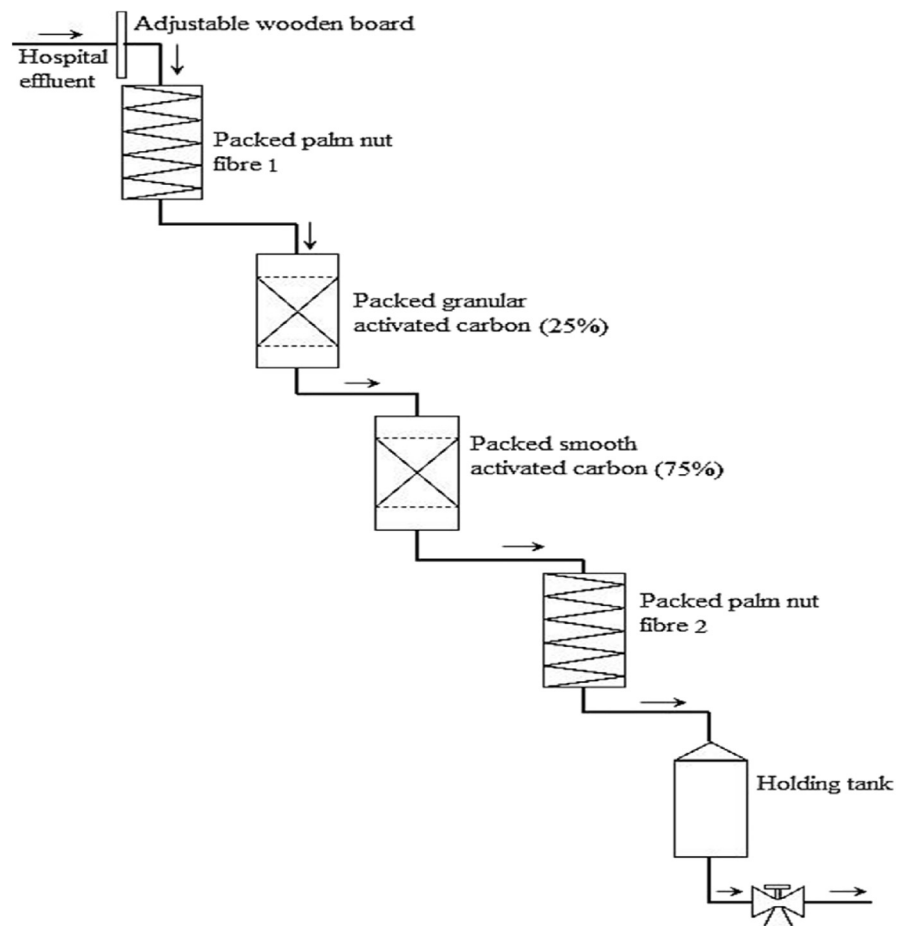 Adjustable wooden board
Hospital
effluent
Packed palm nut
fibre 1
Packed granular
activated carbon (25%)
Packed smooth
activated carbon (75%)
Packed palm nut
fibre 2
Holding tank